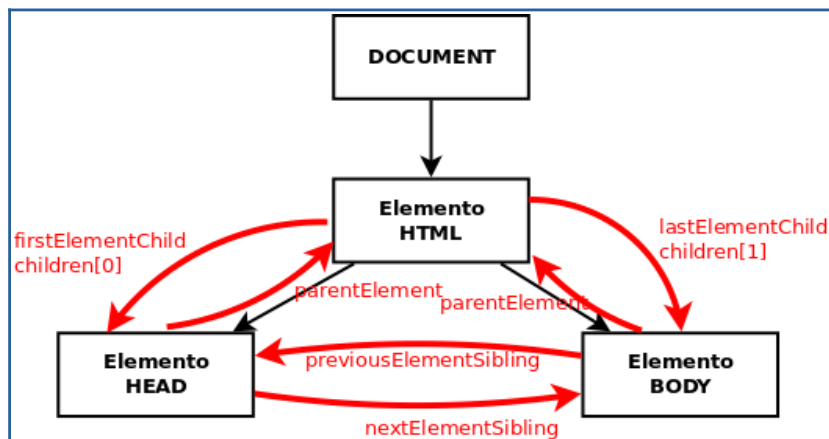 DOCUMENT
Elemento
HTML
firstElementChild
children[0]
lastElementChild
children[1]
parentElement
parentElement
Elemento
HEAD
previousElementSibling
Elemento
BODY
nextElementSibling